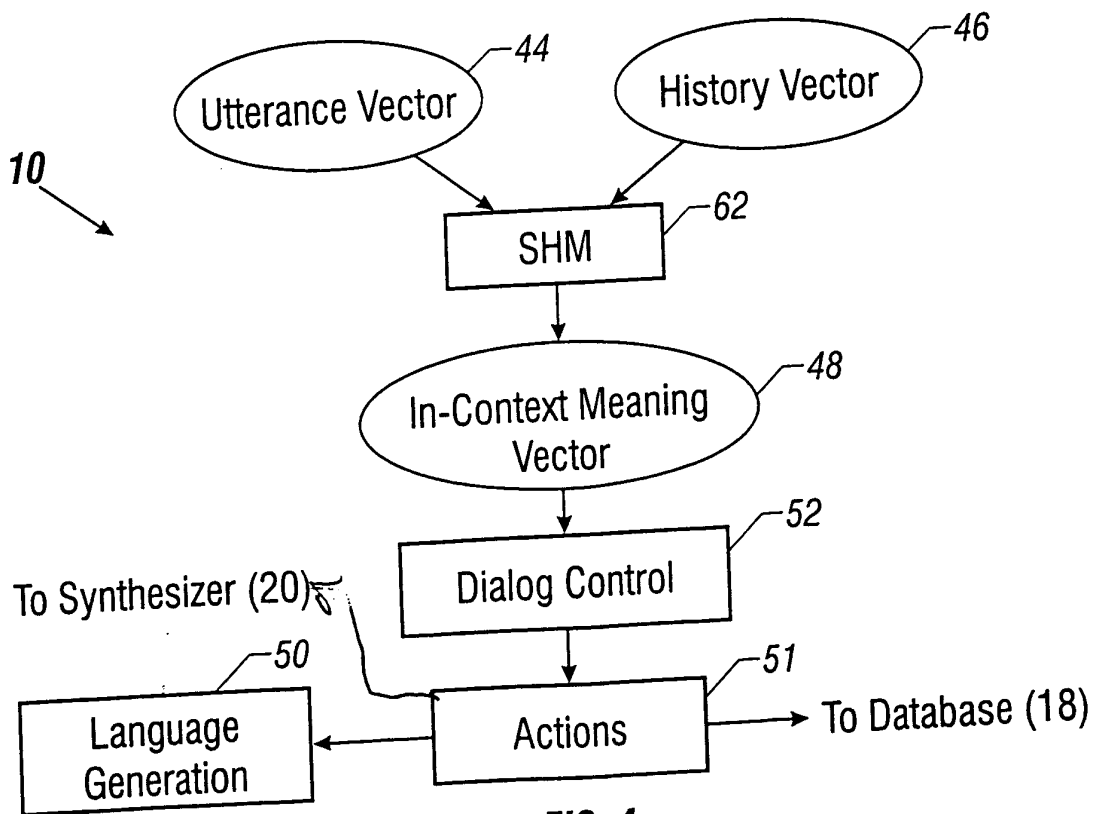 44
46
Utterance Vector
History Vector
10
62
SHM
48
In-Context Meaning
Vector
52
Dialog Control
To Synthesizer (20)
50
51
Language
Generation
Actions
To Database (18)